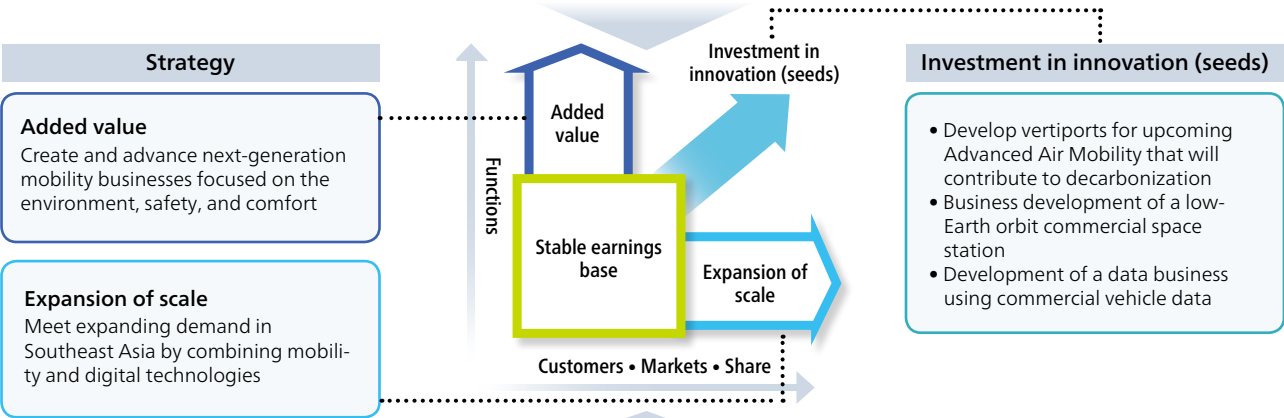 Strategy
Added value
Create and advance next-generation
mobility businesses focused on the
environment, safety, and comfort
Expansion of scale
Meet expanding demand in
Southeast Asia by combining mobili-
ty and digital technologies
Functions
Added
value
Investment in
innovation (seeds)
Stable earnings
base
Expansion of
scale
Customers • Markets • Share
Investment in innovation (seeds)
• Develop vertiports for upcoming
Advanced Air Mobility that will
contribute to decarbonization
• Business development of a low-
Earth orbit commercial space
station
• Development of a data business
using commercial vehicle data